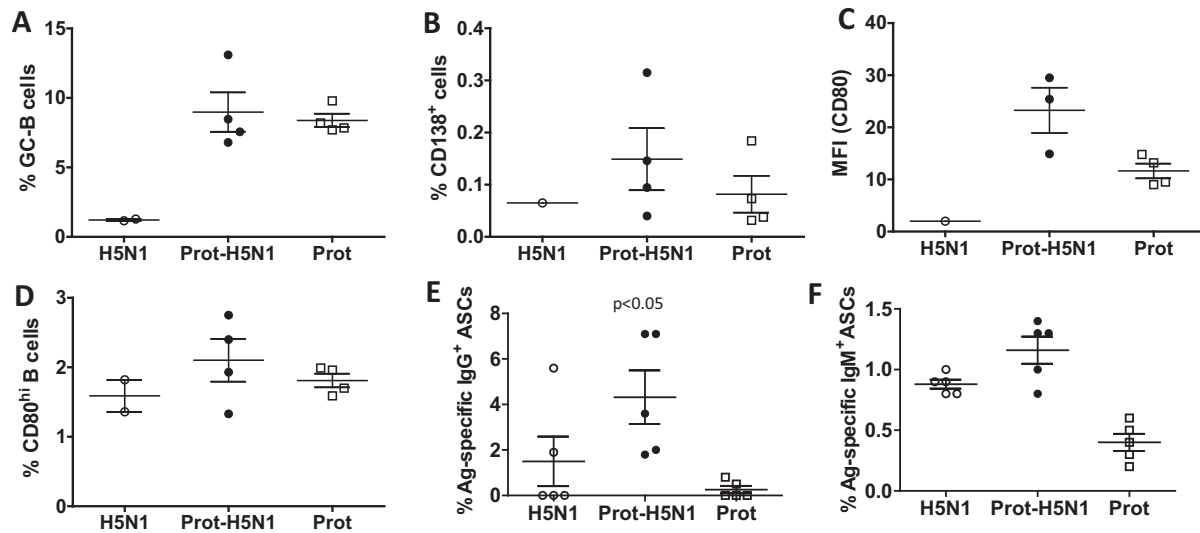 A
% GC-B cells
15
10
5
0
H5N1 Prot-H5N1 Prot
B
% CD138⁺ cells
0.4
0.3
0.2
0.1
0.0
H5N1 Prot-H5N1 Prot
C
MFI (CD80)
40
30
20
10
0
H5N1 Prot-H5N1 Prot
D
% CD80ʰⁱ B cells
3
2
1
0
H5N1 Prot-H5N1 Prot
E
% Ag-specific IgG⁺ ASCs
p<0.05
8
6
4
2
0
H5N1 Prot-H5N1 Prot
F
% Ag-specific IgM⁺ ASCs
1.5
1.0
0.5
0.0
H5N1 Prot-H5N1 Prot